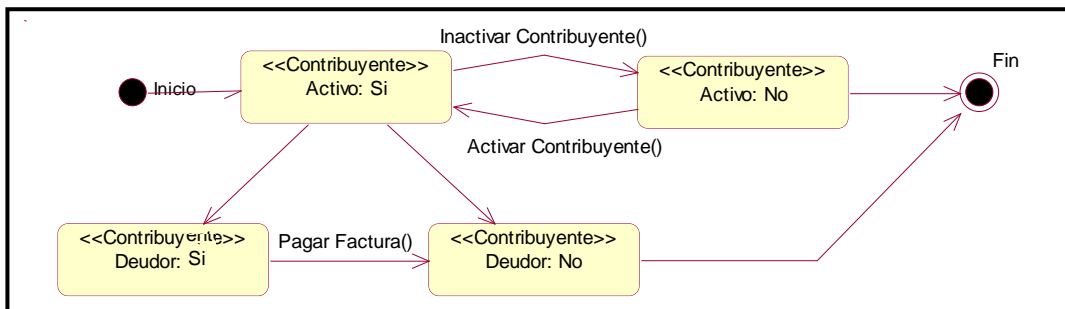 Inactivar Contribuyente()
Fin
<<Contribuyente>>
Activo: Si
<<Contribuyente>>
Activo: No
Inicio
Activar Contribuyente()
<<Contribuyente>>
Deudor: Si
Pagar Factura()
<<Contribuyente>>
Deudor: No